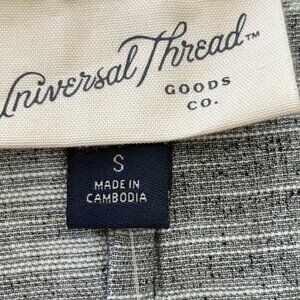 Universal Thread™
GOODS
CO.
S
MADE IN
CAMBODIA